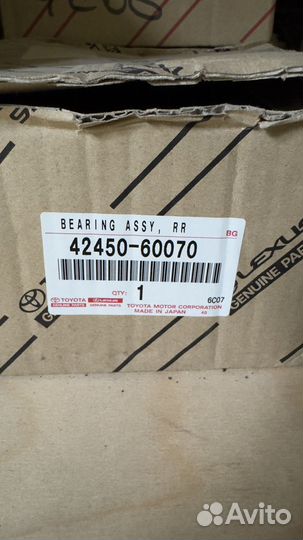 BEARING ASSY, RR
BG
42450-60070
QTY: 1
6C07
TOYOTA
GENUINE PARTS
LEXUS
GENUINE PARTS
TOYOTA MOTOR CORPORATION
MADE IN JAPAN
40
LEXUS
Avito